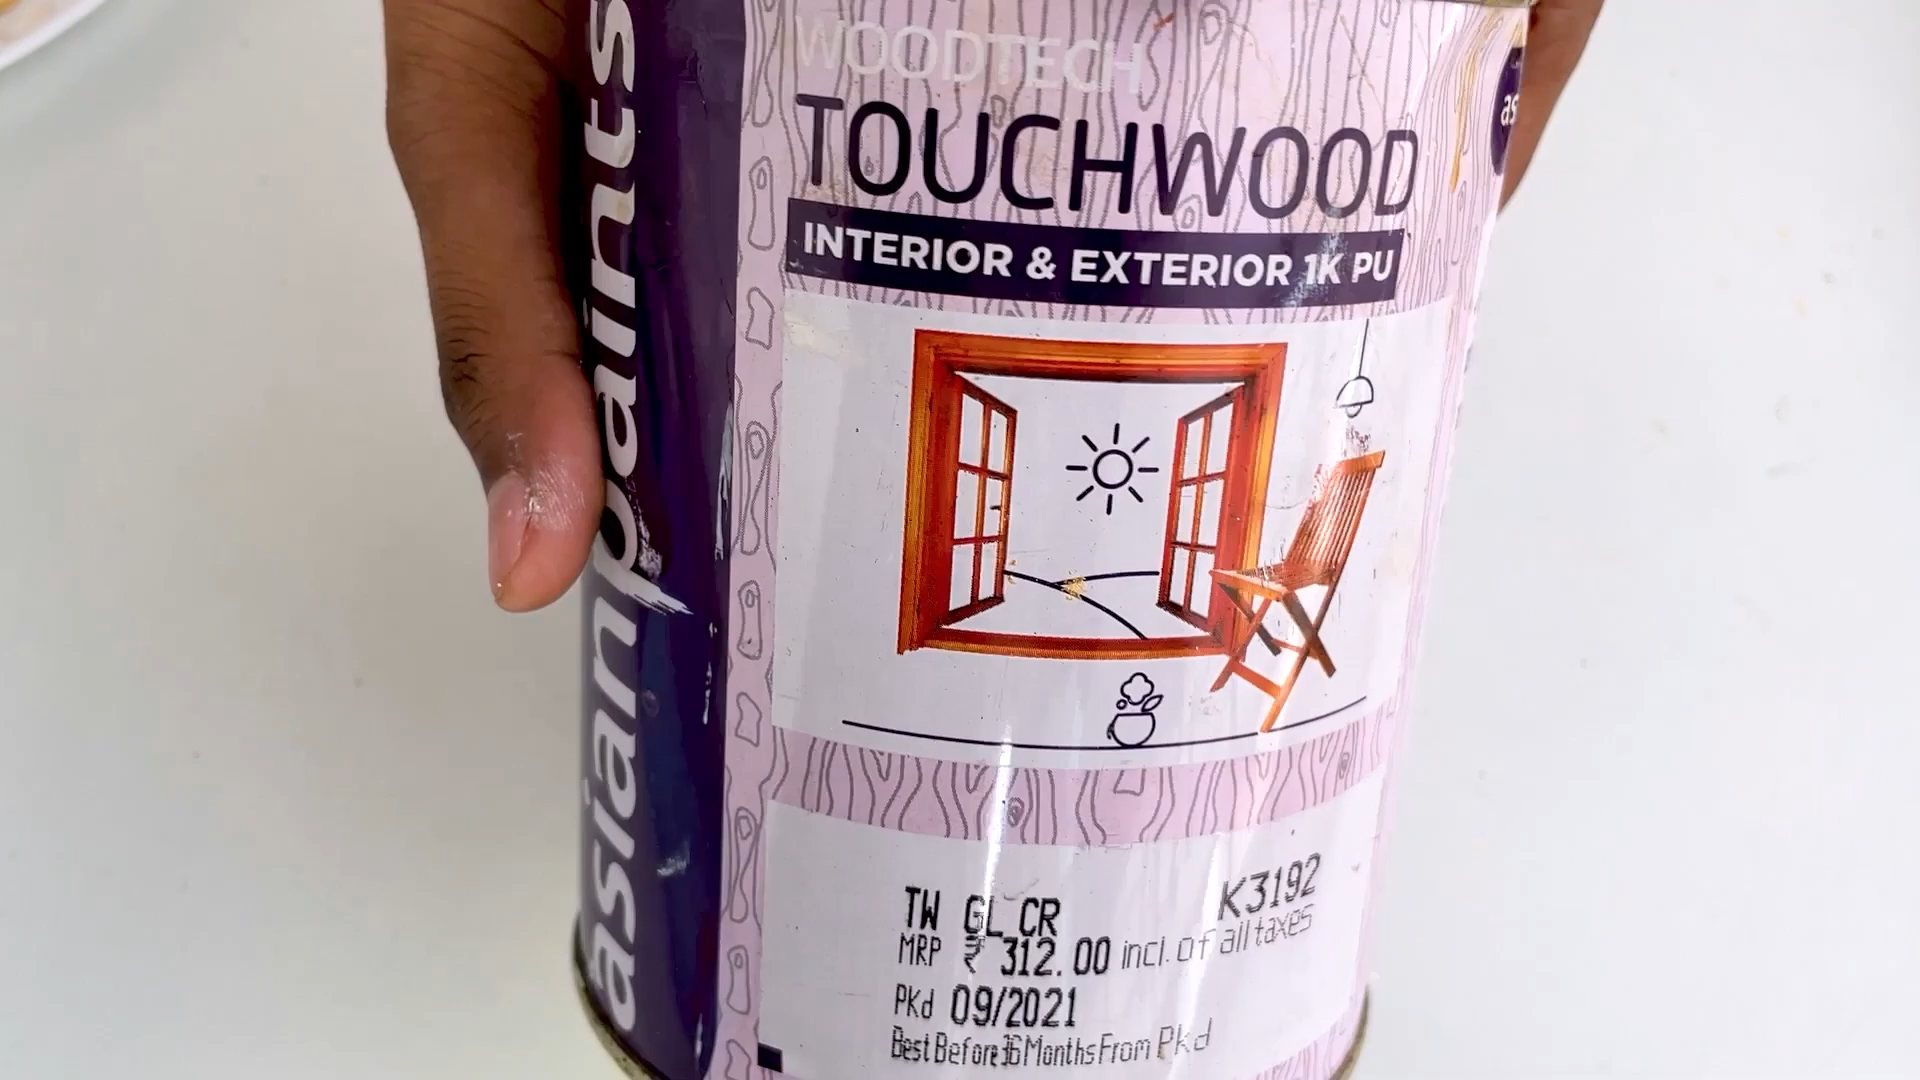 asianpaints
WOODTECH
TOUCHWOOD
INTERIOR & EXTERIOR 1K PU
as
TW GL CR K3192
MRP ₹ 312.00 incl. of all taxes
PKd 09/2021
Best Before 36 Months From Pkd